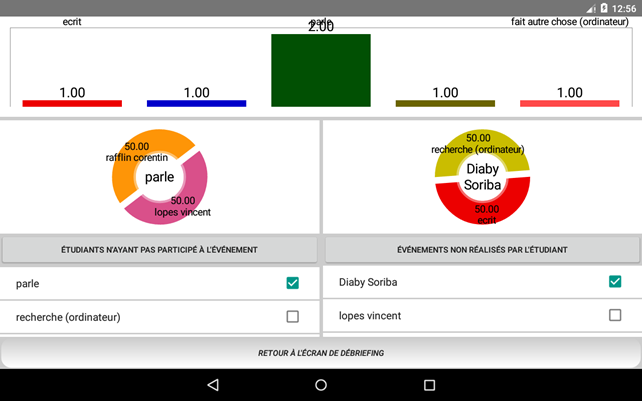 12:56
ecrit
parle
fait autre chose (ordinateur)
1.00
1.00
2.00
1.00
1.00
50.00
rafflin corentin
parle
50.00
lopes vincent
50.00
recherche (ordinateur)
Diaby
Soriba
50.00
ecrit
ÉTUDIANTS N'AYANT PAS PARTICIPÉ À L'ÉVÉNEMENT
ÉVÉNEMENTS NON RÉALISÉS PAR L'ÉTUDIANT
parle
Diaby Soriba
recherche (ordinateur)
lopes vincent
RETOUR À L'ÉCRAN DE DÉBRIEFING